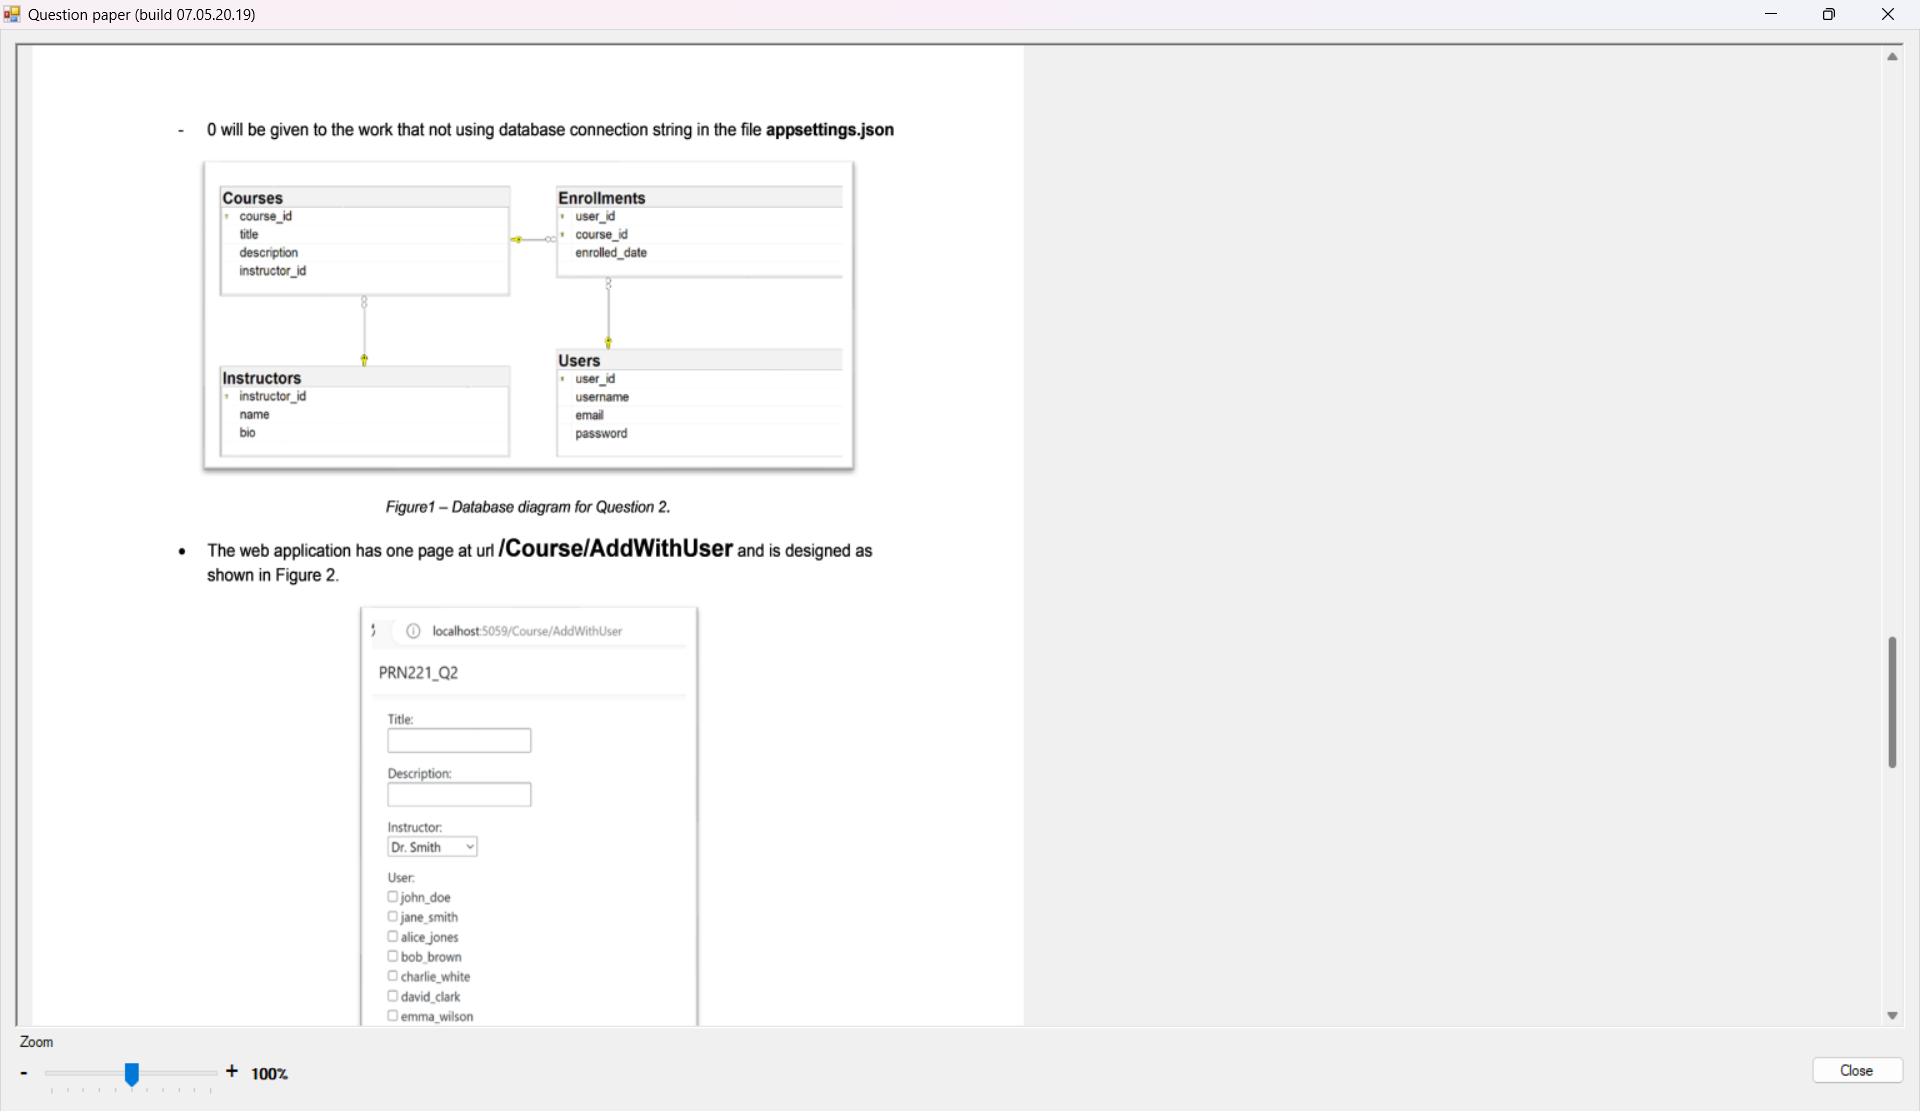 Question paper (build 07.05.20.19)
- 0 will be given to the work that not using database connection string in the file appsettings.json
Courses
course_id
title
description
instructor_id
Enrollments
user_id
course_id
enrolled_date
Instructors
instructor_id
name
bio
Users
user_id
username
email
password
Figure1 – Database diagram for Question 2.
• The web application has one page at url /Course/AddWithUser and is designed as
shown in Figure 2.
localhost:5059/Course/AddWithUser
PRN221_Q2
Title:
Description:
Instructor:
Dr. Smith
User:
john_doe
jane_smith
alice_jones
bob_brown
charlie_white
david_clark
emma_wilson
Zoom
- + 100%
Close